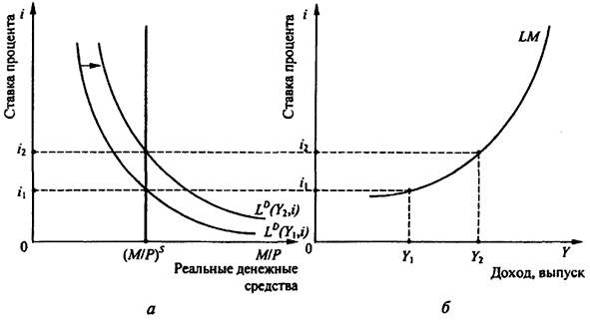 i
Ставка процента
i₂
i₁
0
(M/P)ˢ
M/P
Реальные денежные
средства
Lᴰ(Y₂,i)
Lᴰ(Y₁,i)
а
i
Ставка процента
LM
i₂
i₁
0
Y₁
Y₂
Y
Доход, выпуск
б